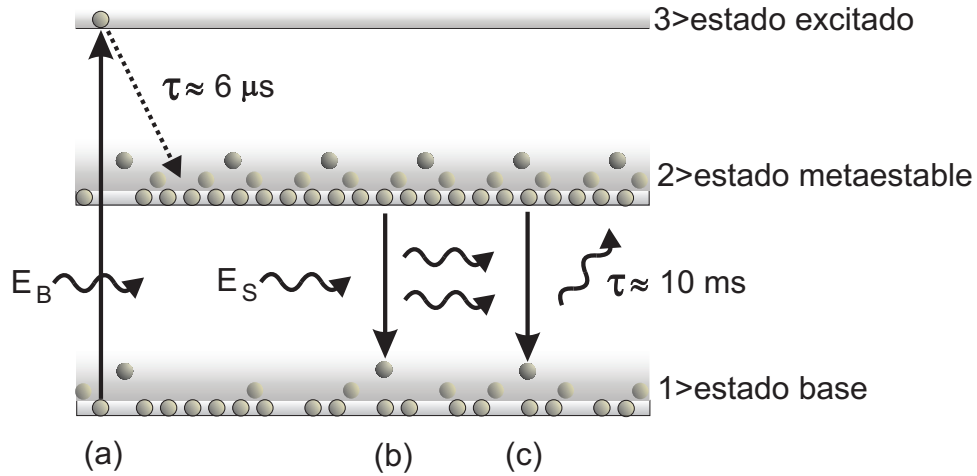 3>estado excitado
τ≈ 6 μs
2>estado metaestable
E_B
E_S
τ≈ 10 ms
1>estado base
(a)
(b)
(c)